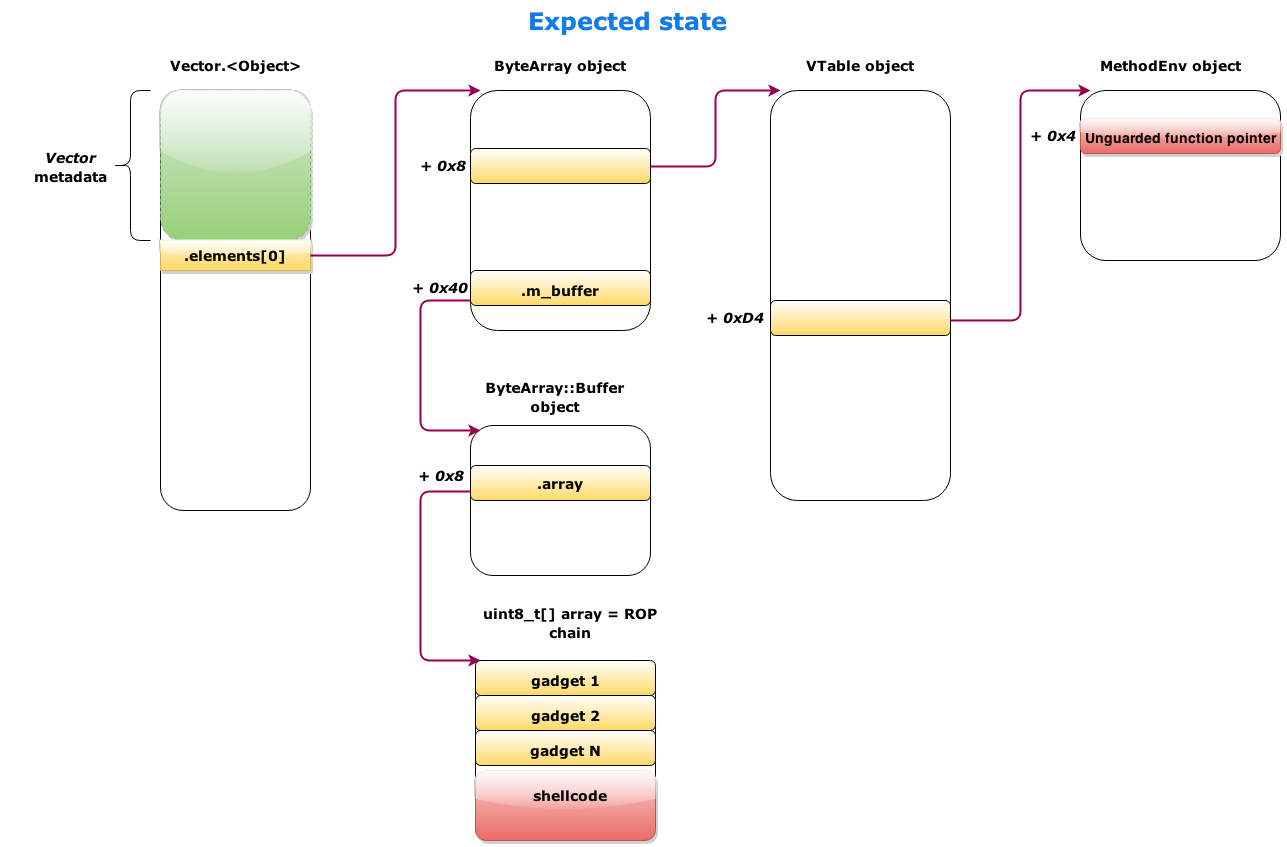 Expected state
Vector.<Object>
ByteArray object
VTable object
MethodEnv object
Vector
metadata
.elements[0]
+ 0x8
+ 0x40
.m_buffer
+ 0xD4
+ 0x4
Unguarded function pointer
ByteArray::Buffer
object
+ 0x8
.array
uint8_t[] array = ROP
chain
gadget 1
gadget 2
gadget N
shellcode